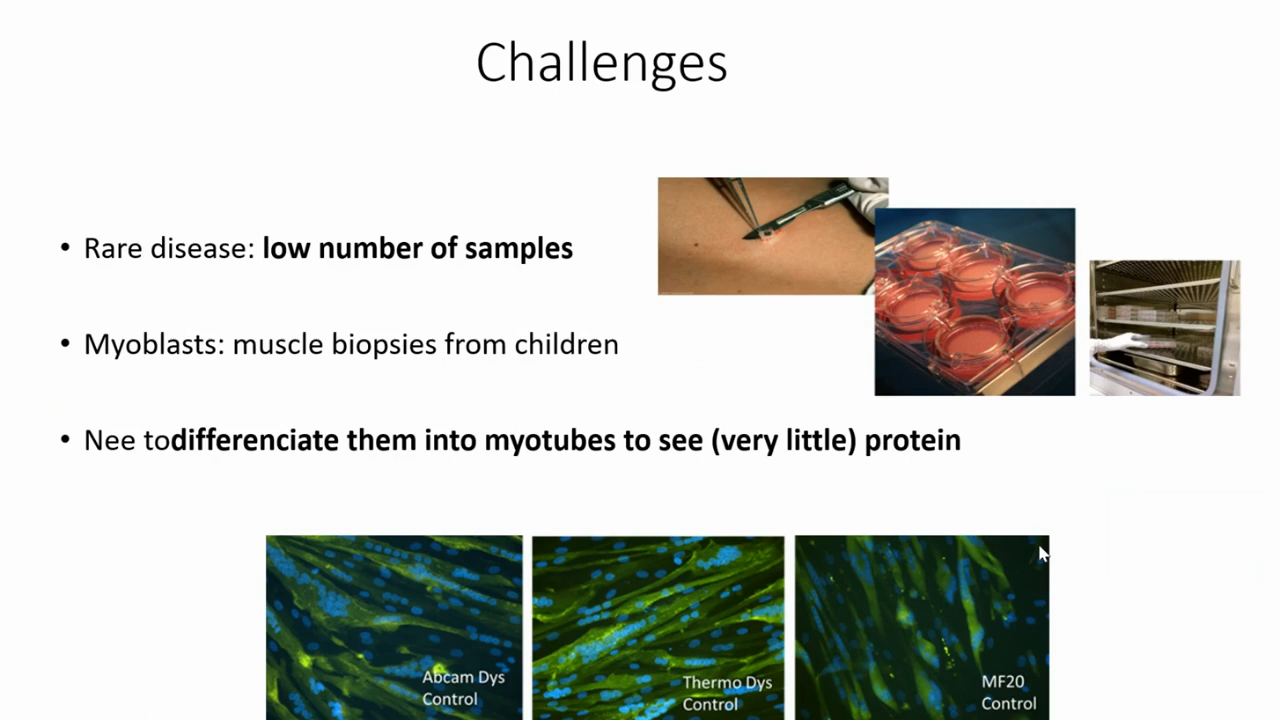 Challenges
• Rare disease: low number of samples
• Myoblasts: muscle biopsies from children
• Nee todifferenciate them into myotubes to see (very little) protein
Abcam Dys
Control
Thermo Dys
Control
MF20
Control